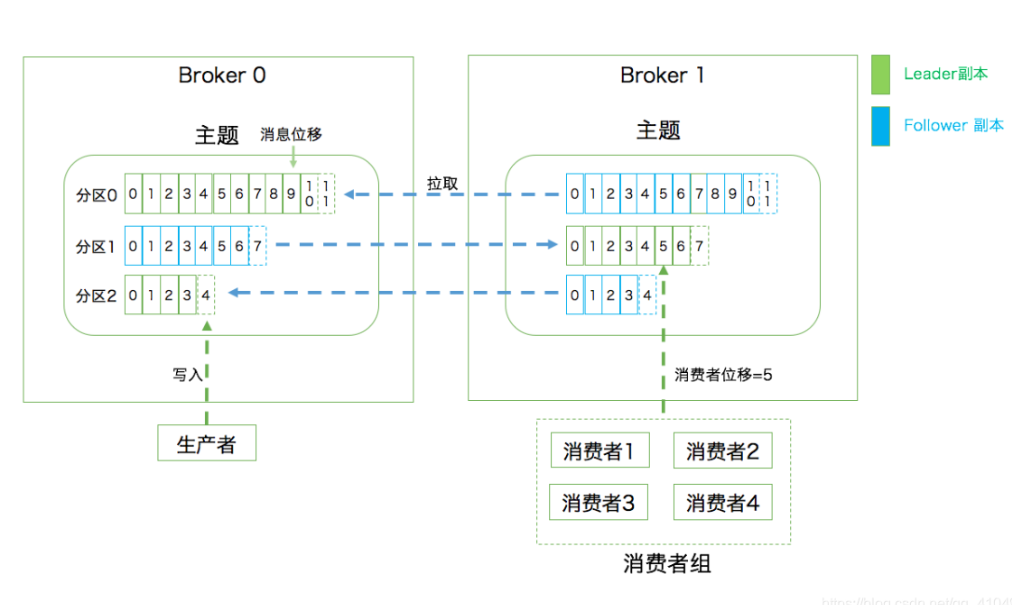 Broker 0
Broker 1
Leader副本
Follower 副本
主题
消息位移
主题
拉取
分区0 0 1 2 3 4 5 6 7 8 9 10 11
0 1 2 3 4 5 6 7 8 9 10 11
分区1 0 1 2 3 4 5 6 7
0 1 2 3 4 5 6 7
分区2 0 1 2 3 4
0 1 2 3 4
写入
消费者位移=5
生产者
消费者1
消费者2
消费者3
消费者4
消费者组